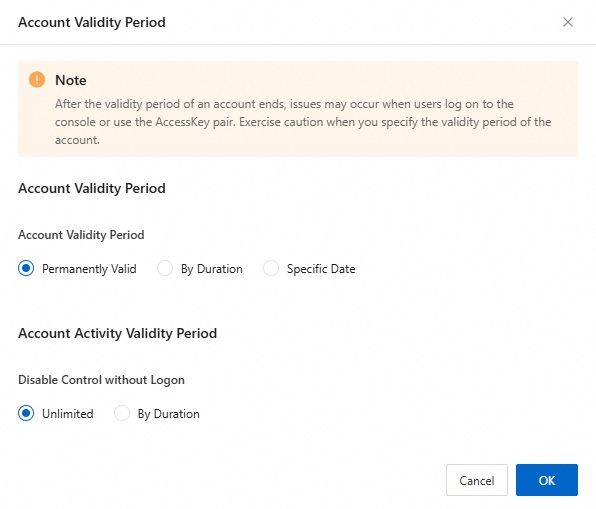 Account Validity Period
Note
After the validity period of an account ends, issues may occur when users log on to the
console or use the AccessKey pair. Exercise caution when you specify the validity period of the
account.
Account Validity Period
Account Validity Period
Permanently Valid By Duration Specific Date
Account Activity Validity Period
Disable Control without Logon
Unlimited By Duration
Cancel OK